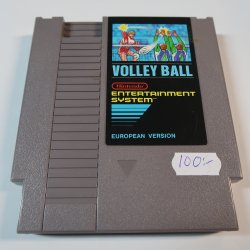 VOLLEY BALL
Nintendo
ENTERTAINMENT
SYSTEM
EUROPEAN VERSION
100:-